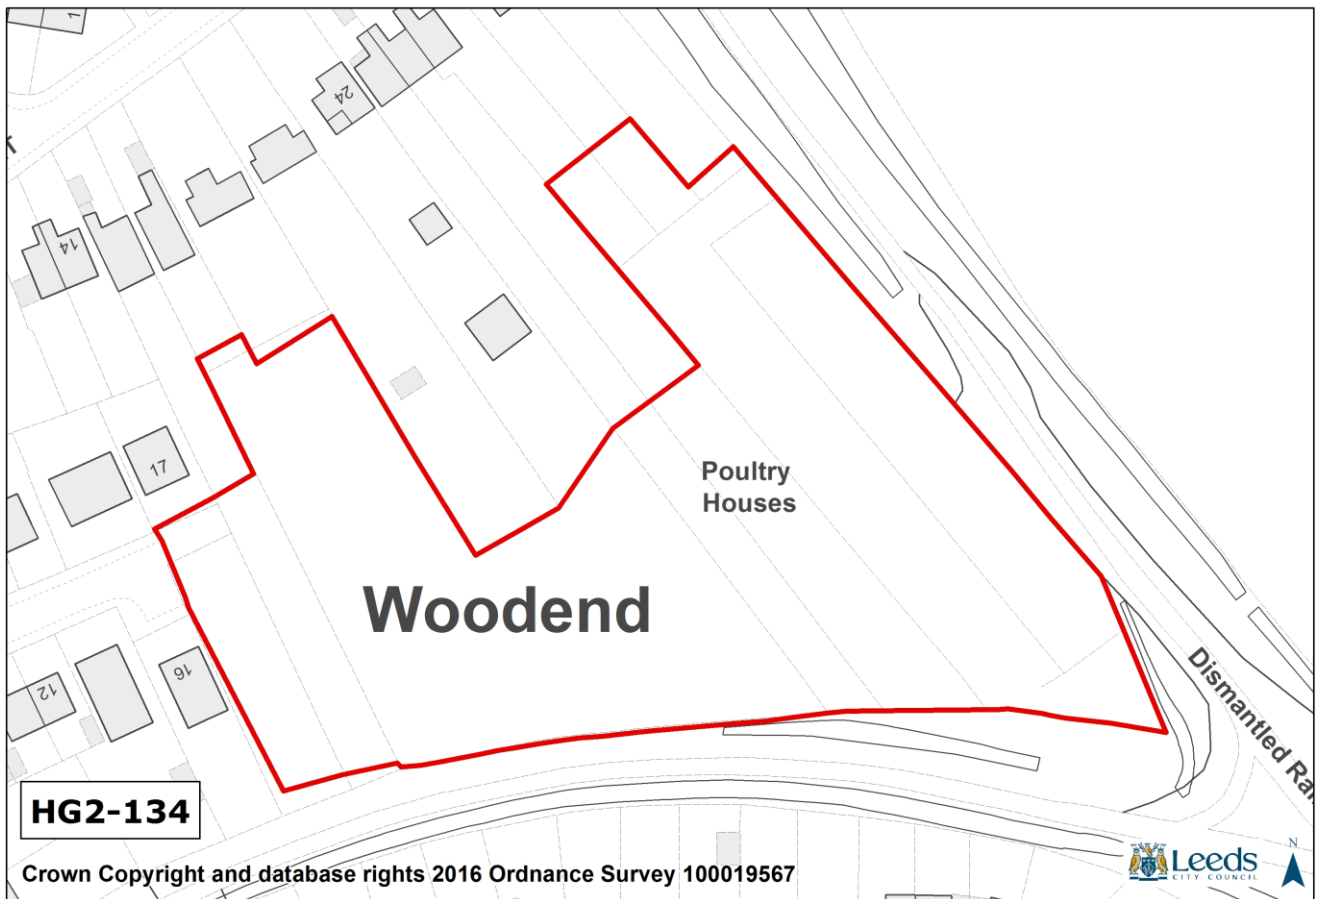 24
14
17
Poultry
Houses
Woodend
16
12
Dismantled Ra
HG2-134
Crown Copyright and database rights 2016 Ordnance Survey 100019567
Leeds
CITY COUNCIL
N